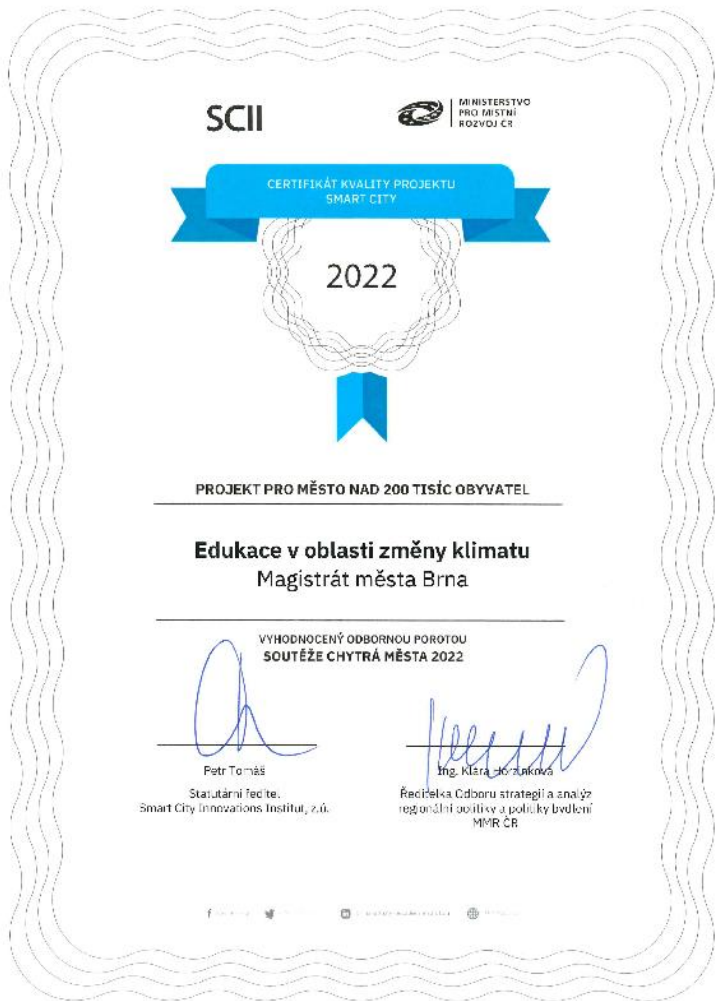 SCII
MINISTERSTVO
PRO MÍSTNÍ
ROZVOJ ČR
CERTIFIKÁT KVALITY PROJEKTU
SMART CITY
2022
PROJEKT PRO MĚSTO NAD 200 TISÍC OBYVATEL
Edukace v oblasti změny klimatu
Magistrát města Brna
VYHODNOCENÝ ODBORNOU POROTOU
SOUTĚŽE CHYTRÁ MĚSTA 2022
Petr Tomáš
Statutární ředitel
Smart City Innovations Institut, z.ú.
Ing. Klára Horzinková
Ředitelka Odboru strategií a analýz
regionální politiky a politiky bydlení
MMR ČR